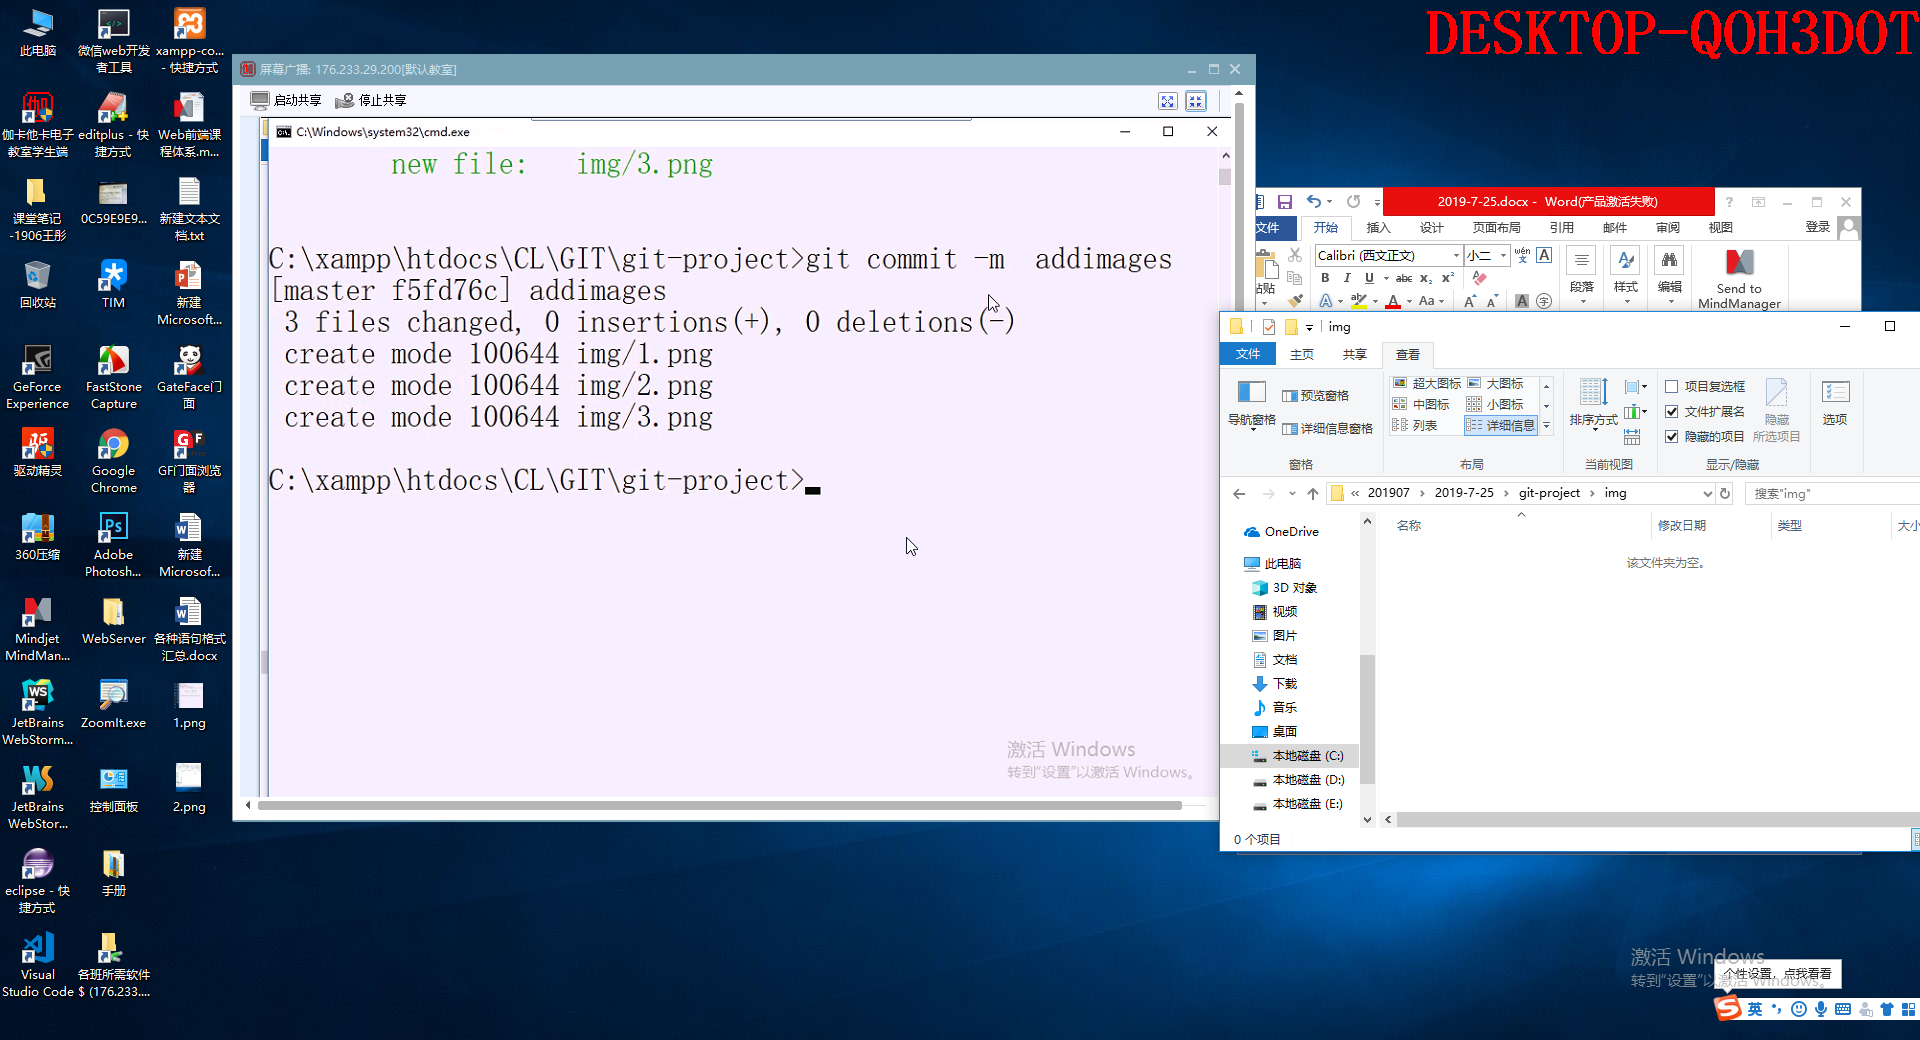 DESKTOP-QOH3DOT
此电脑
微信web开发
者工具
xampp-co...
- 快捷方式
伽卡他卡电子
教室学生端
editplus - 快
捷方式
Web前端课
程体系.m...
课堂笔记
-1906王彤
0C59E9E9...
新建文本文
档.txt
回收站
TIM
新建
Microsoft...
GeForce
Experience
FastStone
Capture
GateFace门
面
驱动精灵
Google
Chrome
GF门面浏览
器
360压缩
Adobe
Photosh...
新建
Microsof...
Mindjet
MindMan...
WebServer
各种语句格式
汇总.docx
JetBrains
WebStorm...
ZoomIt.exe
1.png
JetBrains
WebStor...
控制面板
2.png
eclipse - 快
捷方式
手册
Visual
Studio Code
各班所需软件
$ (176.233....
屏幕广播: 176.233.29.200[默认教室]
启动共享 停止共享
C:\Windows\system32\cmd.exe
new file:   img/3.png
C:\xampp\htdocs\CL\GIT\git-project>git commit -m  addimages
[master f5fd76c] addimages
3 files changed, 0 insertions(+), 0 deletions(-)
create mode 100644 img/1.png
create mode 100644 img/2.png
create mode 100644 img/3.png
C:\xampp\htdocs\CL\GIT\git-project>
激活 Windows
转到“设置”以激活 Windows。
2019-7-25.docx - Word(产品激活失败)
文件 开始 插入 设计 页面布局 引用 邮件 审阅 视图 登录
Calibri (西文正文) 小二
段落 样式 编辑
Send to
MindManager
img
文件 主页 共享 查看
导航窗格
预览窗格
详细信息窗格
窗格
超大图标 大图标
中图标 小图标
列表 详细信息
布局
排序方式
当前视图
项目复选框
文件扩展名
隐藏的项目
隐藏
所选项目
显示/隐藏
选项
« 201907 › 2019-7-25 › git-project › img
搜索"img"
名称 修改日期 类型 大小
该文件夹为空。
OneDrive
此电脑
3D 对象
视频
图片
文档
下载
音乐
桌面
本地磁盘 (C:)
本地磁盘 (D:)
本地磁盘 (E:)
0 个项目
激活 Windows
转到“设置”以激活 Windows。
个性设置，点我看看
英